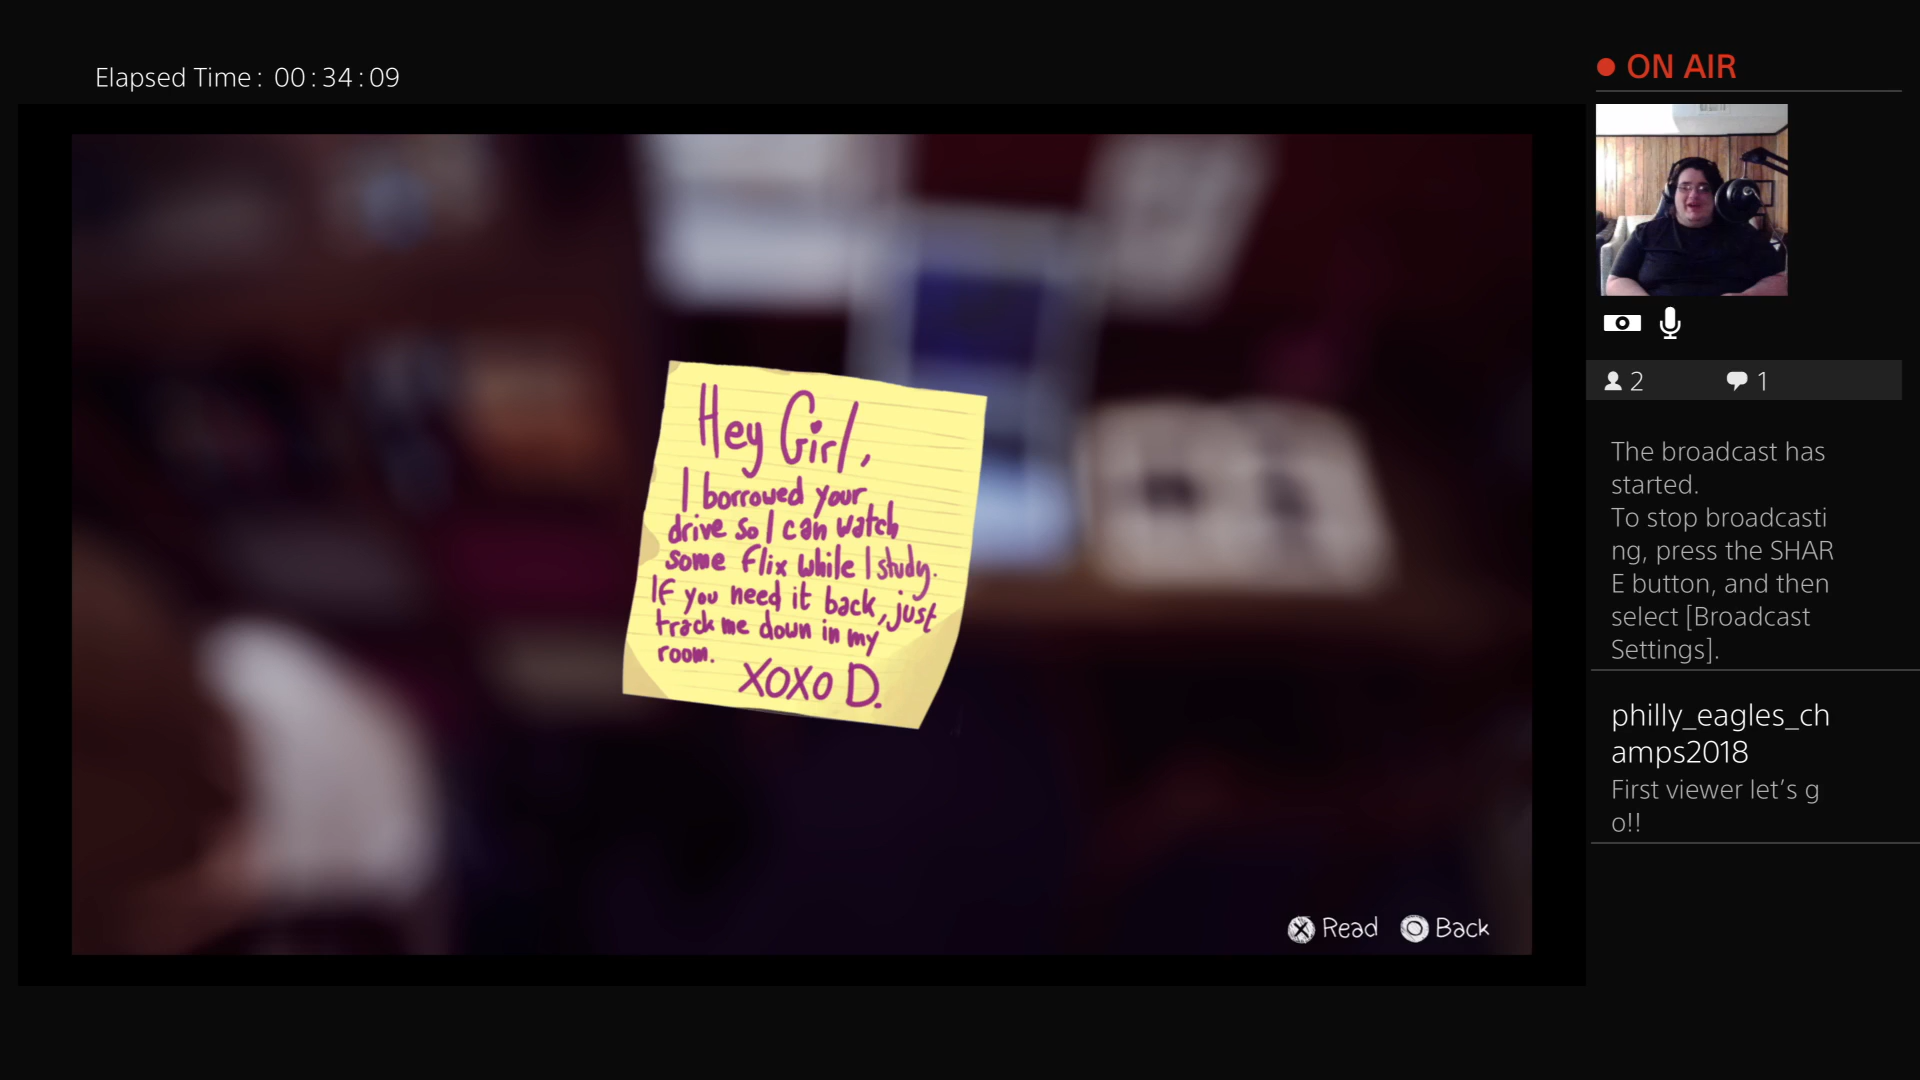 Elapsed Time: 00:34:09
ON AIR
2 1
The broadcast has
started.
To stop broadcasti
ng, press the SHAR
E button, and then
select [Broadcast
Settings].
philly_eagles_ch
amps2018
First viewer let's g
o!!
Hey Girl,
I borrowed your
drive so I can watch
some flix while I study.
If you need it back, just
track me down in my
room.
XOXO D.
Read Back